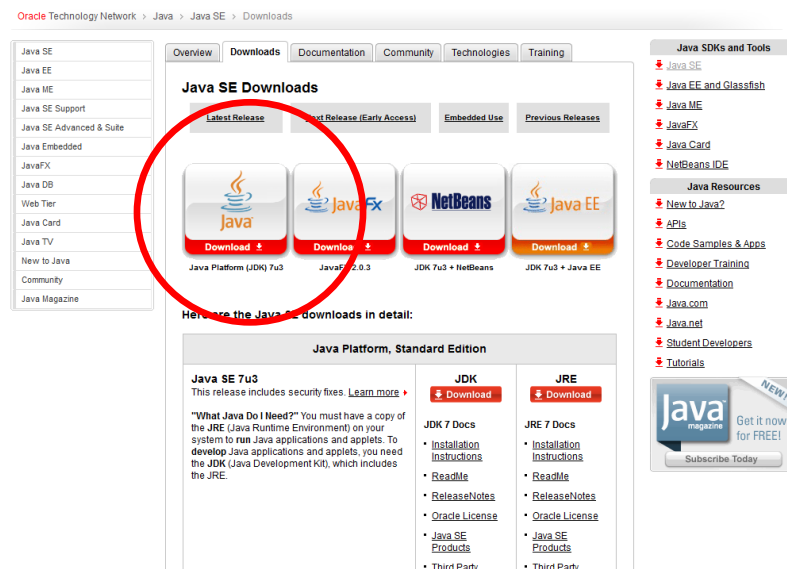 Oracle Technology Network > Java > Java SE > Downloads
Java SE
Java EE
Java ME
Java SE Support
Java SE Advanced & Suite
Java Embedded
JavaFX
Java DB
Web Tier
Java Card
Java TV
New to Java
Community
Java Magazine
Overview Downloads Documentation Community Technologies Training
Java SE Downloads
Latest Release Next Release (Early Access) Embedded Use Previous Releases
Java JavaFX NetBeans Java EE
Download Download Download Download
Java Platform (JDK) 7u3 JavaFX 2.0.3 JDK 7u3 + NetBeans JDK 7u3 + Java EE
Here are the Java SE downloads in detail:
Java Platform, Standard Edition
Java SE 7u3
This release includes security fixes. Learn more
"What Java Do I Need?" You must have a copy of
the JRE (Java Runtime Environment) on your
system to run Java applications and applets. To
develop Java applications and applets, you need
the JDK (Java Development Kit), which includes
the JRE.
JDK
Download
JDK 7 Docs
Installation
Instructions
ReadMe
ReleaseNotes
Oracle License
Java SE
Products
Third Party
JRE
Download
JRE 7 Docs
Installation
Instructions
ReadMe
ReleaseNotes
Oracle License
Java SE
Products
Third Party
Java SDKs and Tools
Java SE
Java EE and Glassfish
Java ME
JavaFX
Java Card
NetBeans IDE
Java Resources
New to Java?
APIs
Code Samples & Apps
Developer Training
Documentation
Java.com
Java.net
Student Developers
Tutorials
NEW!
Java
magazine
Get it now
for FREE!
Subscribe Today